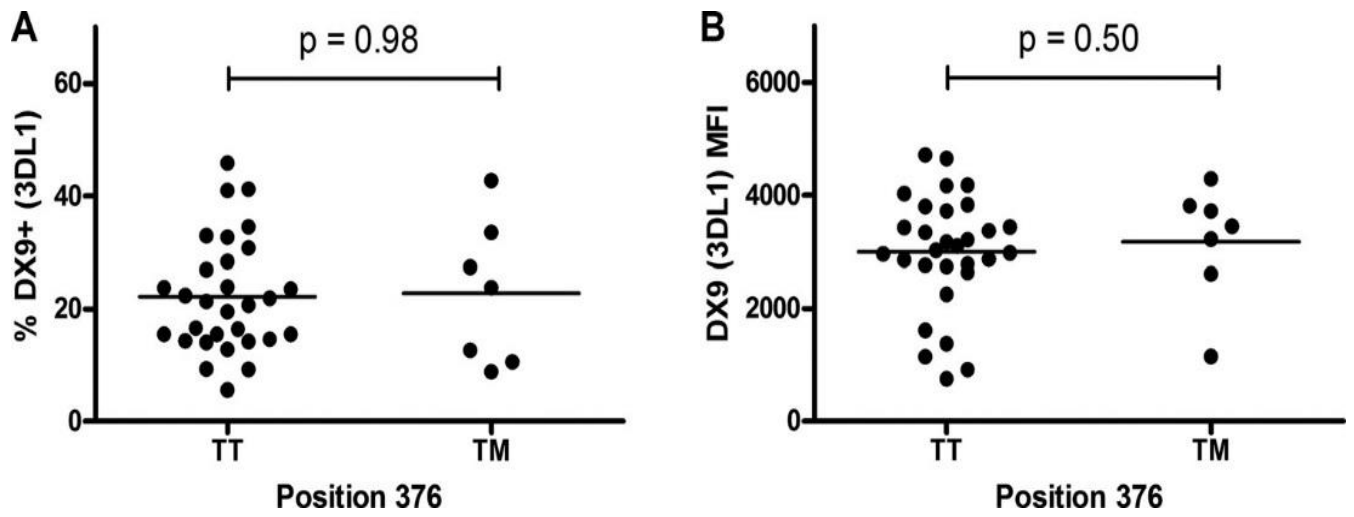 A
p = 0.98
% DX9+ (3DL1)
60
40
20
0
TT
TM
Position 376
B
p = 0.50
DX9 (3DL1) MFI
6000
4000
2000
0
TT
TM
Position 376